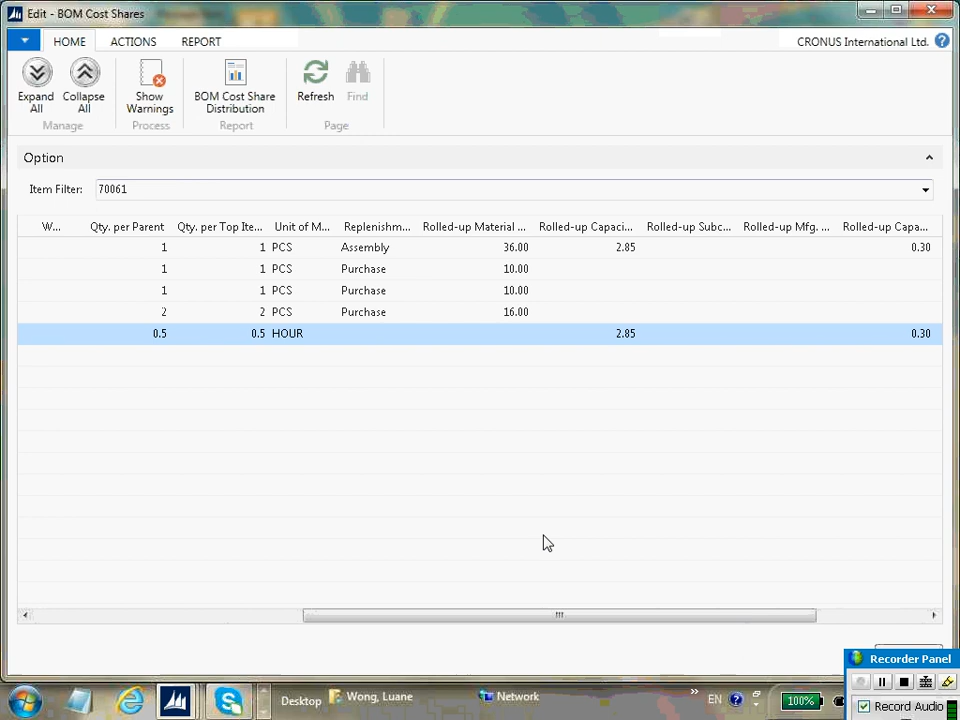 Edit - BOM Cost Shares
HOME ACTIONS REPORT CRONUS International Ltd.
Expand All Collapse All Show Warnings BOM Cost Share Distribution Refresh Find
Manage Process Report Page
Option
Item Filter: 70061
W... Qty. per Parent Qty. per Top Ite... Unit of M... Replenishm... Rolled-up Material ... Rolled-up Capaci... Rolled-up Subc... Rolled-up Mfg. ... Rolled-up Capa...
1 1 PCS Assembly 36.00 2.85 0.30
1 1 PCS Purchase 10.00
1 1 PCS Purchase 10.00
2 2 PCS Purchase 16.00
0.5 0.5 HOUR 2.85 0.30
Recorder Panel
Desktop Wong, Luane Network » EN 100%
Record Audio